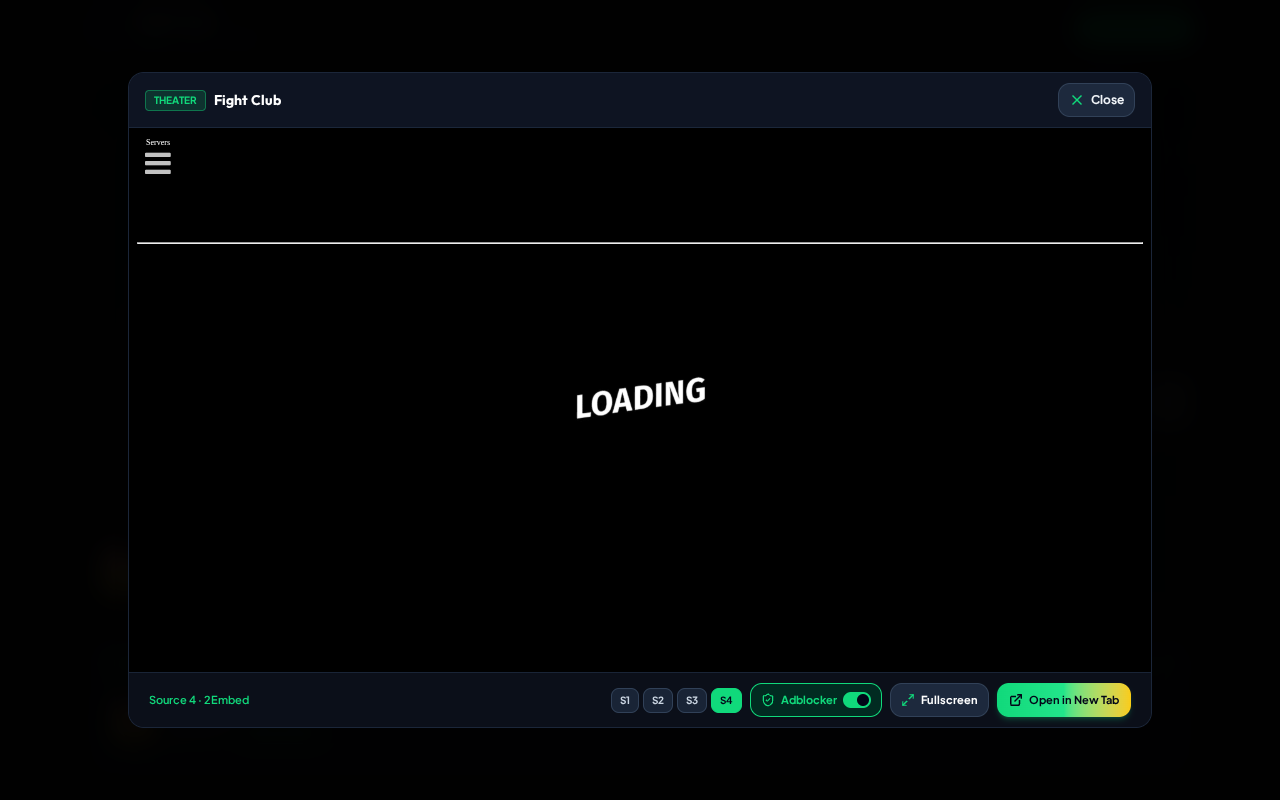 THEATER Fight Club
Close
Servers
LOADING
Source 4 · 2Embed
S1 S2 S3 S4 Adblocker Fullscreen Open in New Tab